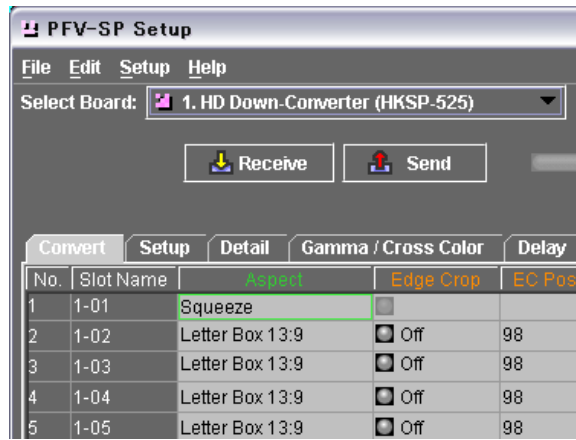 PFV-SP Setup
File Edit Setup Help
Select Board: 1. HD Down-Converter (HKSP-525)
Receive Send
Convert Setup Detail Gamma / Cross Color Delay
No. Slot Name Aspect Edge Crop EC Pos
1 1-01 Squeeze
2 1-02 Letter Box 13:9 Off 98
3 1-03 Letter Box 13:9 Off 98
4 1-04 Letter Box 13:9 Off 98
5 1-05 Letter Box 13:9 Off 98